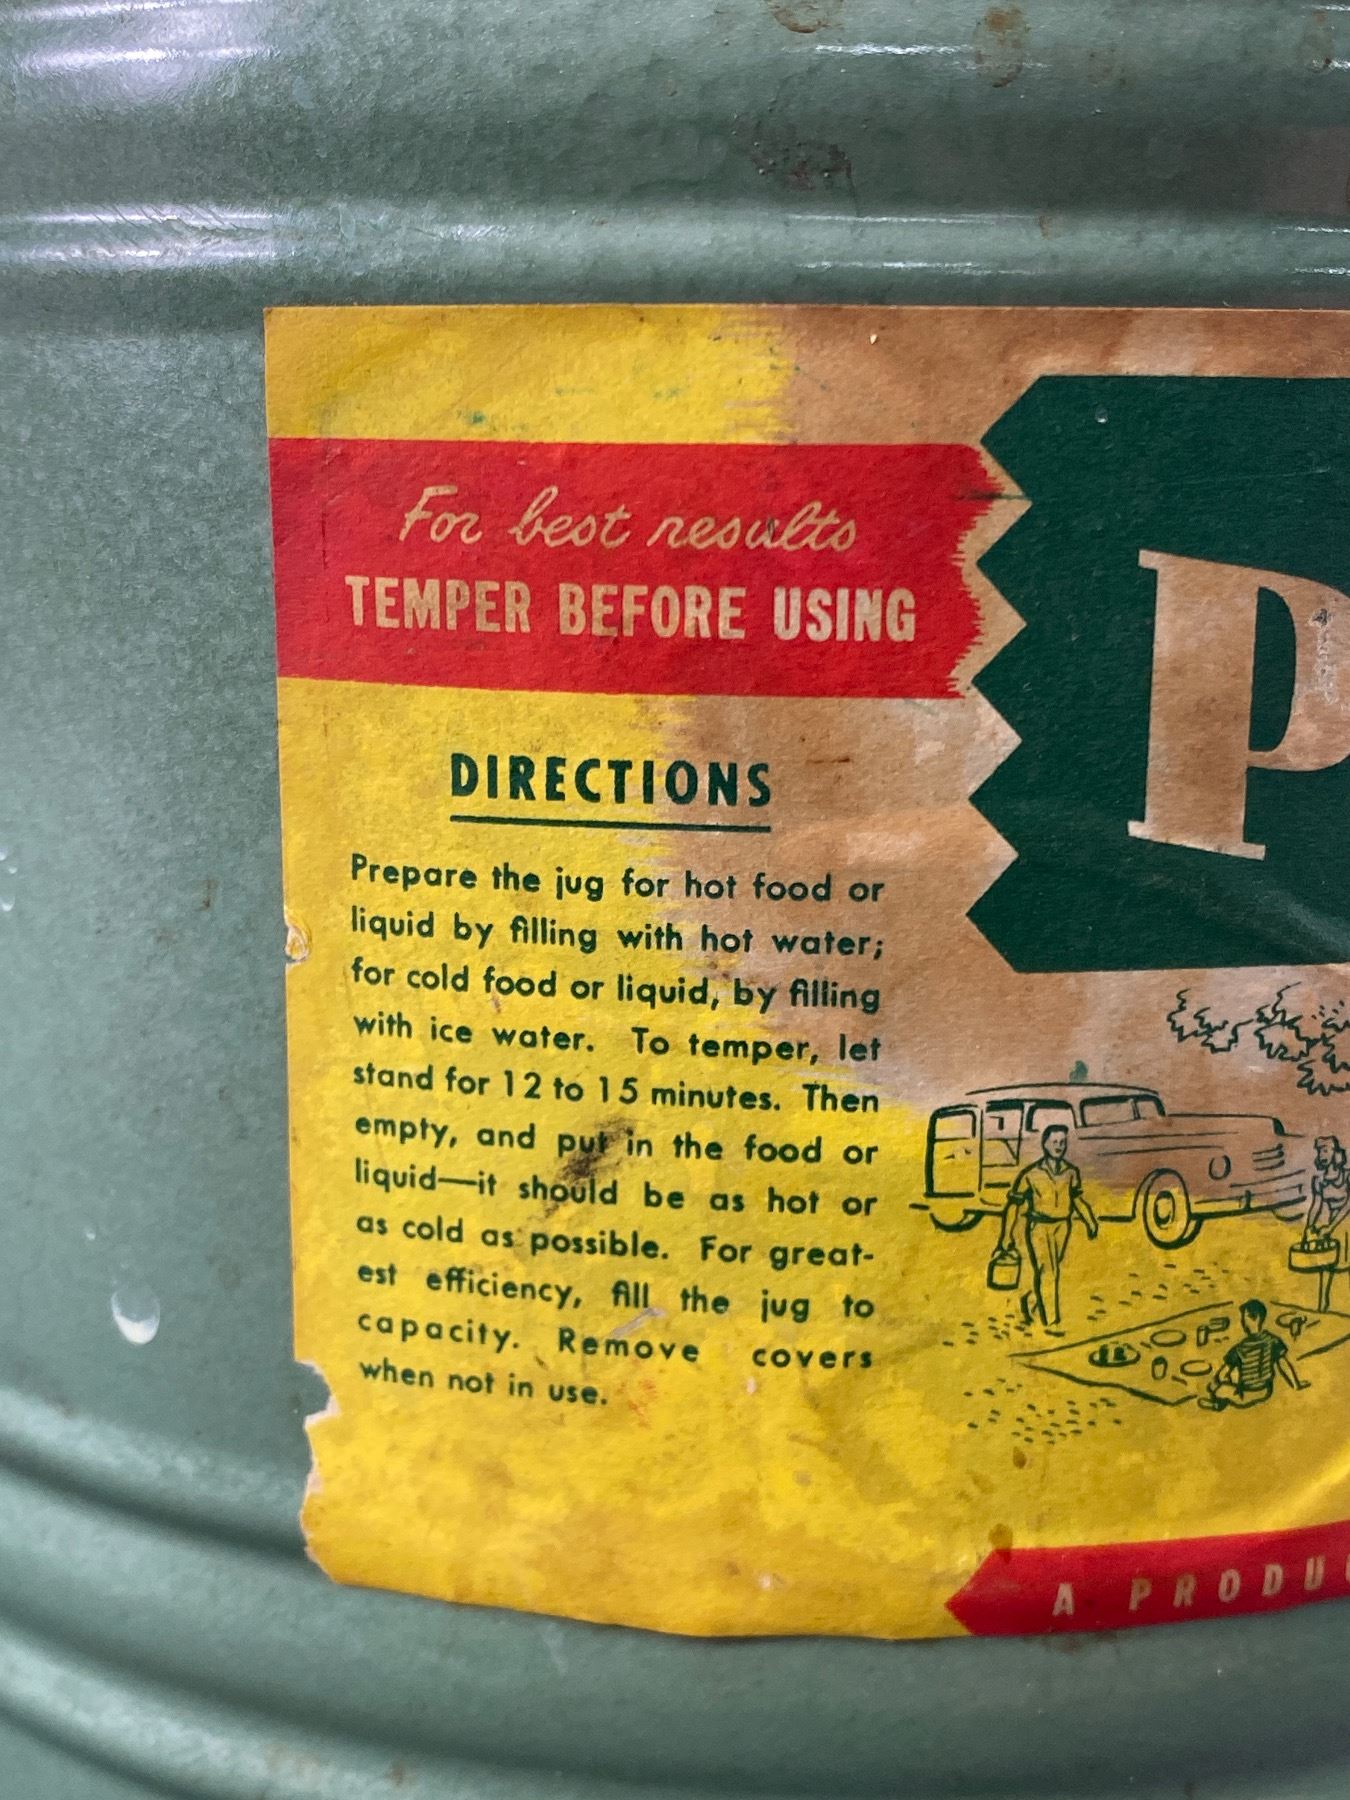 For best results
TEMPER BEFORE USING
P
DIRECTIONS
Prepare the jug for hot food or
liquid by filling with hot water;
for cold food or liquid, by filling
with ice water. To temper, let
stand for 12 to 15 minutes. Then
empty, and put in the food or
liquid—it should be as hot or
as cold as possible. For great-
est efficiency, fill the jug to
capacity. Remove covers
when not in use.
A PRODU